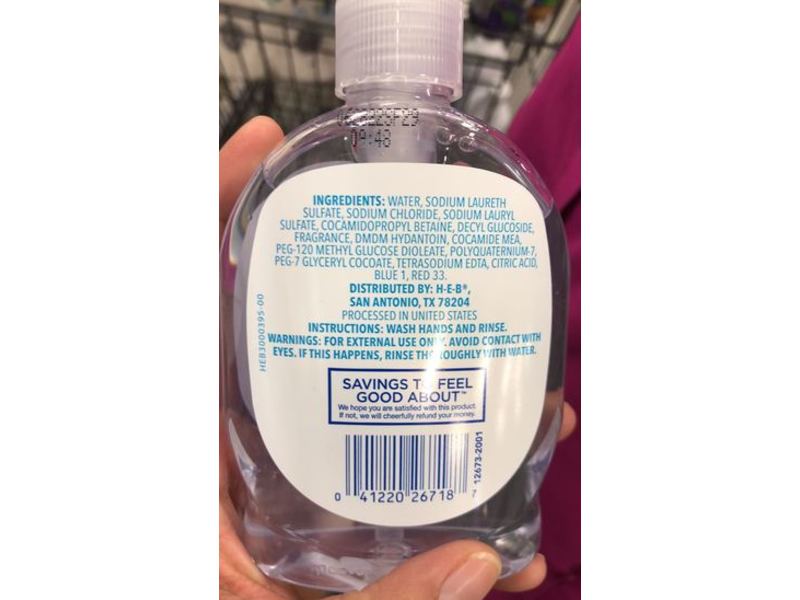 09:48
INGREDIENTS: WATER, SODIUM LAURETH
SULFATE, SODIUM CHLORIDE, SODIUM LAURYL
SULFATE, COCAMIDOPROPYL BETAINE, DECYL GLUCOSIDE,
FRAGRANCE, DMDM HYDANTOIN, COCAMIDE MEA,
PEG-120 METHYL GLUCOSE DIOLEATE, POLYQUATERNIUM-7,
PEG-7 GLYCERYL COCOATE, TETRASODIUM EDTA, CITRIC ACID,
BLUE 1, RED 33.
DISTRIBUTED BY: H-E-B®,
SAN ANTONIO, TX 78204
PROCESSED IN UNITED STATES
INSTRUCTIONS: WASH HANDS AND RINSE.
WARNINGS: FOR EXTERNAL USE ONLY. AVOID CONTACT WITH
EYES. IF THIS HAPPENS, RINSE THOROUGHLY WITH WATER.
HEB3000395-00
SAVINGS TO FEEL
GOOD ABOUT™
We hope you are satisfied with this product.
If not, we will cheerfully refund your money.
0 41220 26718 7
12673-2001